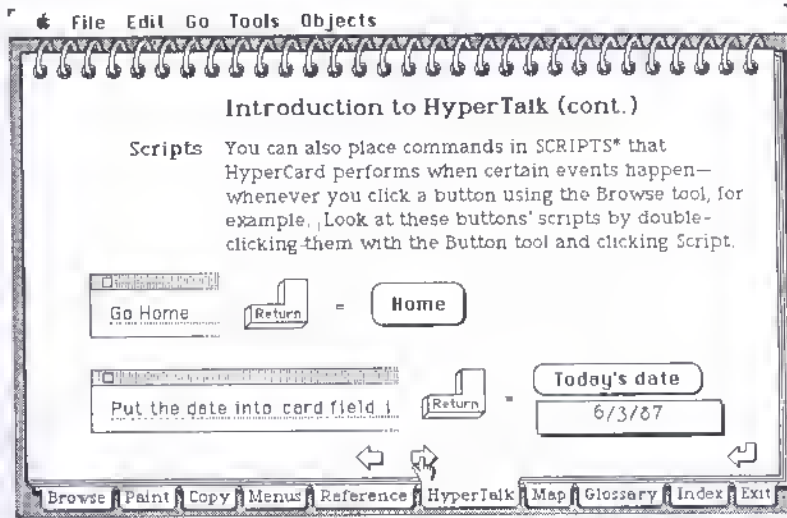 File Edit Go Tools Objects
Introduction to HyperTalk (cont.)
Scripts You can also place commands in SCRIPTS* that
HyperCard performs when certain events happen—
whenever you click a button using the Browse tool, for
example. Look at these buttons' scripts by double-
clicking them with the Button tool and clicking Script.
Go Home Return = Home
Put the date into card field 1 Return = Today's date
6/3/87
Browse Paint Copy Menus Reference HyperTalk Map Glossary Index Exit